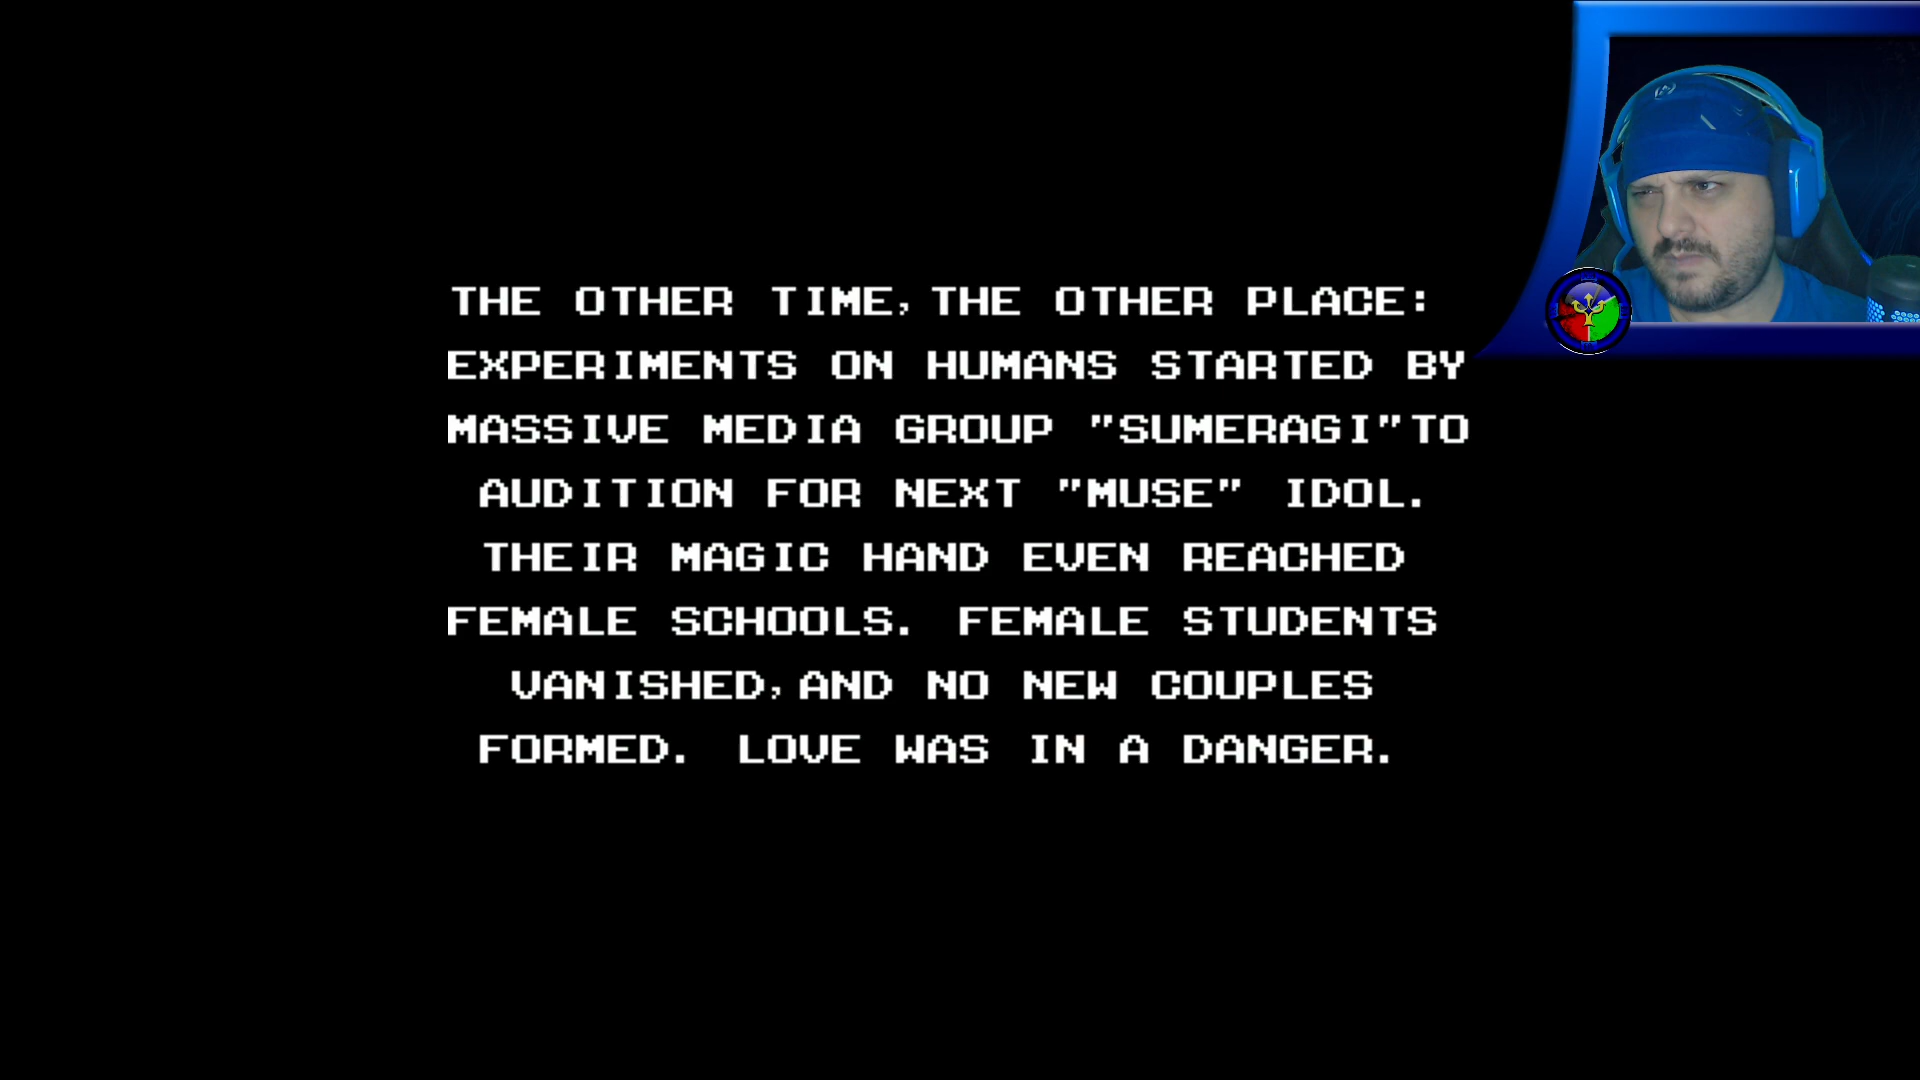 THE OTHER TIME, THE OTHER PLACE:
EXPERIMENTS ON HUMANS STARTED BY
MASSIVE MEDIA GROUP "SUMERAGI"TO
AUDITION FOR NEXT "MUSE" IDOL.
THEIR MAGIC HAND EVEN REACHED
FEMALE SCHOOLS. FEMALE STUDENTS
VANISHED, AND NO NEW COUPLES
FORMED. LOVE WAS IN A DANGER.